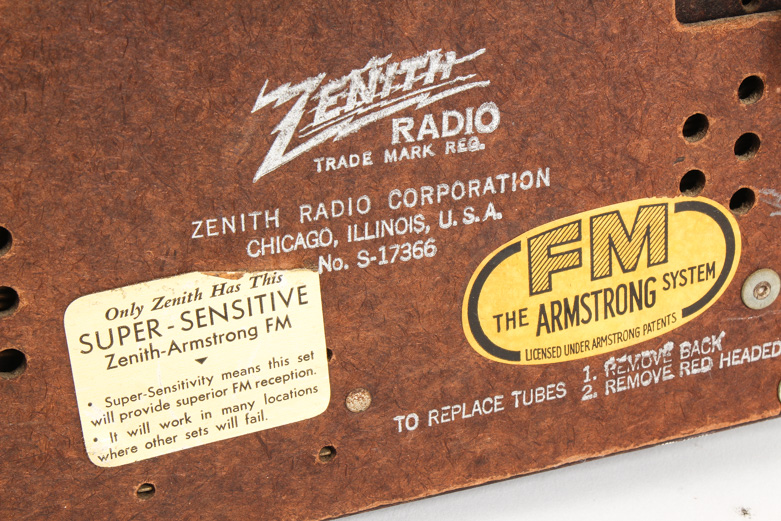 ZENITH
RADIO
TRADE MARK REG.
ZENITH RADIO CORPORATION
CHICAGO, ILLINOIS, U.S.A.
No. S-17366
Only Zenith Has This
SUPER-SENSITIVE
Zenith-Armstrong FM
• Super-Sensitivity means this set
will provide superior FM reception.
• It will work in many locations
where other sets will fail.
FM
THE ARMSTRONG SYSTEM
LICENSED UNDER ARMSTRONG PATENTS
TO REPLACE TUBES 1. REMOVE BACK
2. REMOVE RED HEADED